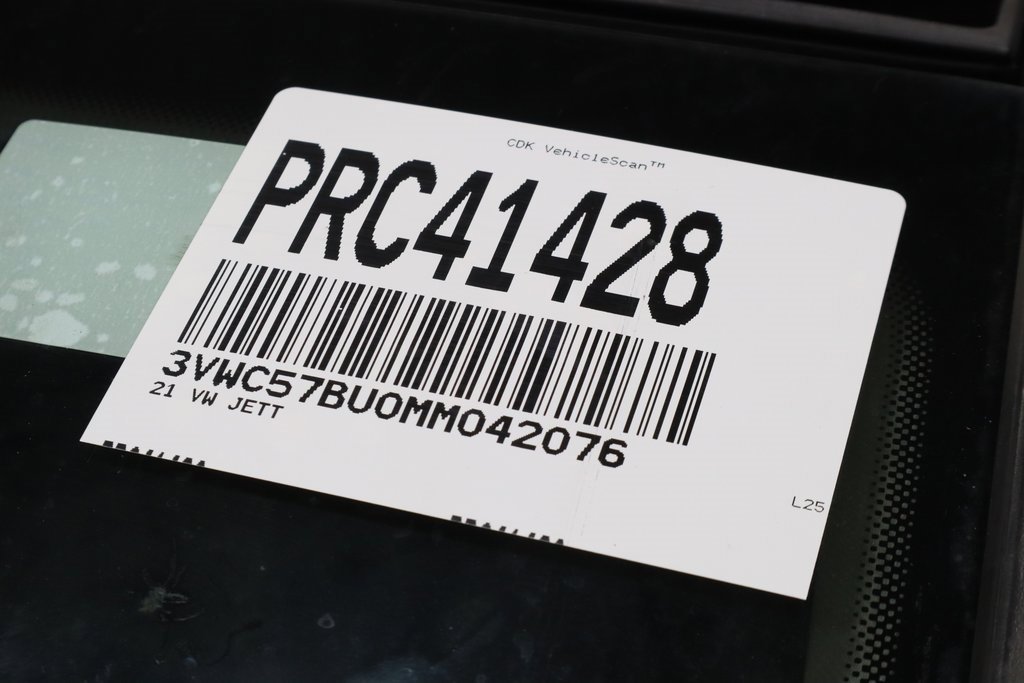 CDK VehicleScan™
PRC41428
3VWC57BU0MM042076
21 VW JETT
L25